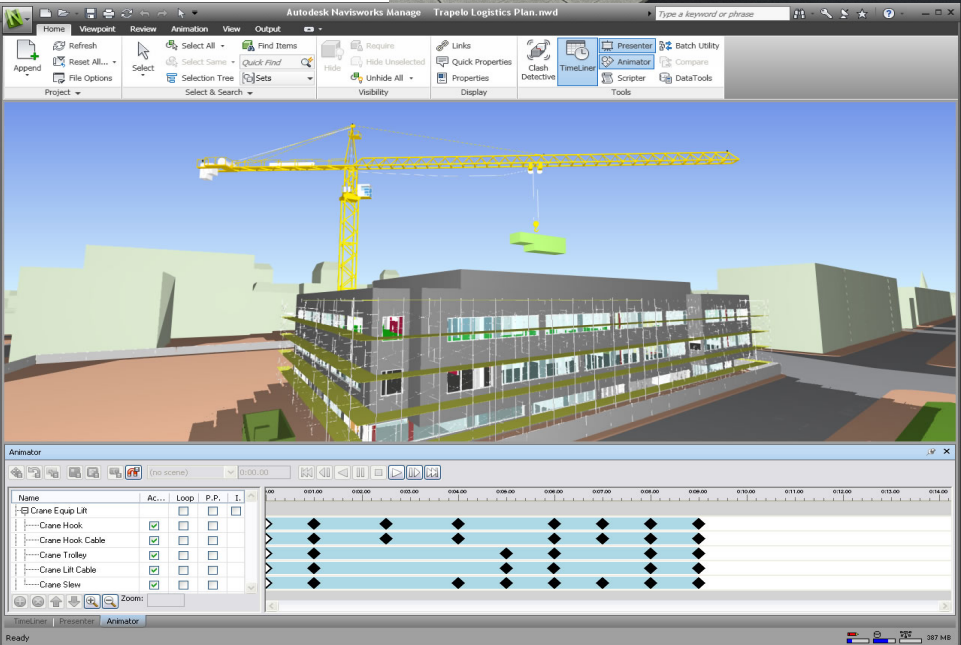 Autodesk Navisworks Manage Trapelo Logistics Plan.nwd
Type a keyword or phrase
Home Viewpoint Review Animation View Output
Append
Refresh
Reset All...
File Options
Project
Select
Select All
Select Same
Selection Tree
Find Items
Quick Find
Sets
Select & Search
Hide
Require
Hide Unselected
Unhide All
Visibility
Links
Quick Properties
Properties
Display
Clash Detective
TimeLiner
Presenter
Animator
Scripter
Batch Utility
Compare
DataTools
Tools
Animator
(no scene) 0:00.00
Name Ac... Loop P.P. I.
0:01.00 0:02.00 0:03.00 0:04.00 0:05.00 0:06.00 0:07.00 0:08.00 0:09.00 0:10.00 0:11.00 0:12.00 0:13.00 0:14.00
Crane Equip Lift
Crane Hook
Crane Hook Cable
Crane Trolley
Crane Lift Cable
Crane Slew
Zoom:
TimeLiner Presenter Animator
Ready
387 MB